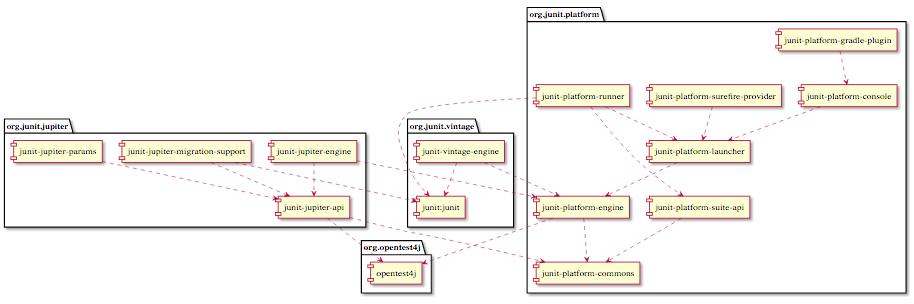 org.junit.platform
junit-platform-gradle-plugin
junit-platform-runner
junit-platform-surefire-provider
junit-platform-console
org.junit.jupiter
org.junit.vintage
junit-jupiter-params
junit-jupiter-migration-support
junit-jupiter-engine
junit-vintage-engine
junit-platform-launcher
junit-jupiter-api
junit:junit
junit-platform-engine
junit-platform-suite-api
org.opentest4j
opentest4j
junit-platform-commons